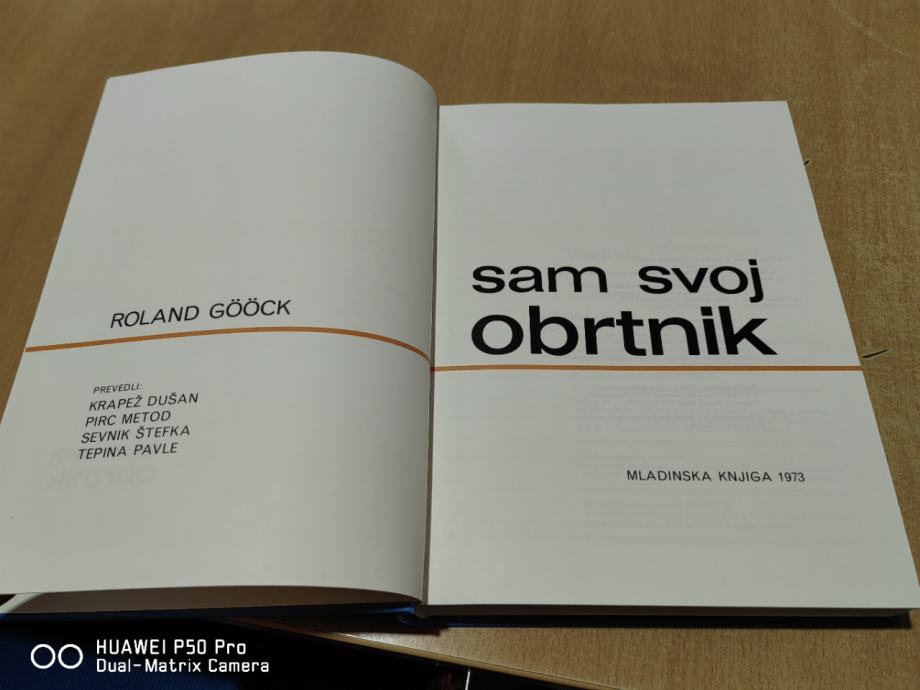 ROLAND GÖÖCK
PREVEDLI:
KRAPEŽ DUŠAN
PIRC METOD
SEVNIK ŠTEFKA
TEPINA PAVLE
sam svoj
obrtnik
MLADINSKA KNJIGA 1973
Vsebina
HUAWEI P50 Pro
Dual-Matrix Camera